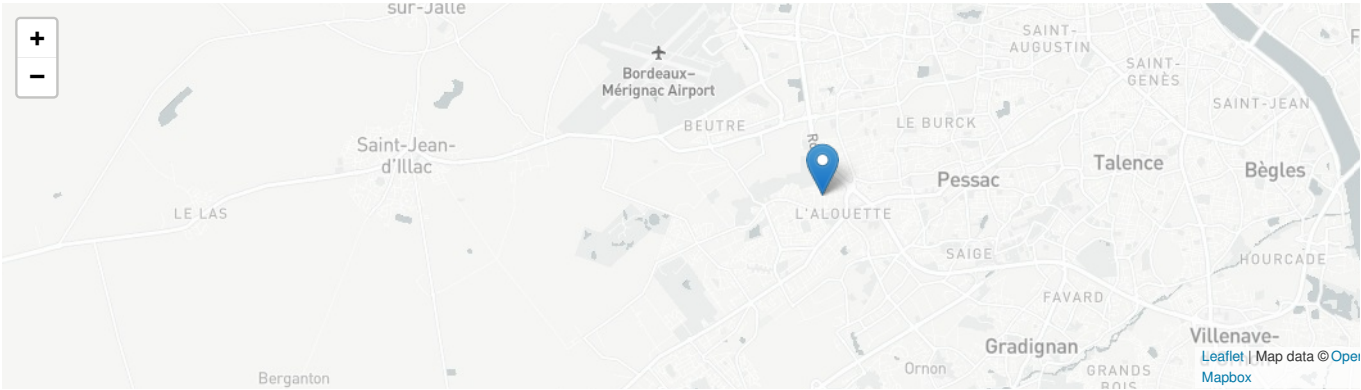 sur-Jalle
+
−
SAINT-
AUGUSTIN
SAINT-
GENÈS
Bordeaux–
Mérignac Airport
SAINT-JEAN
BEUTRE
LE BURCK
Saint-Jean-
d'Illac
Talence
Bègles
Pessac
LE LAS
L'ALOUETTE
SAIGE
HOURCADE
FAVARD
Villenave-
Gradignan
Leaflet | Map data © Open
Mapbox
Ornon
GRANDS
BOIS
Berganton